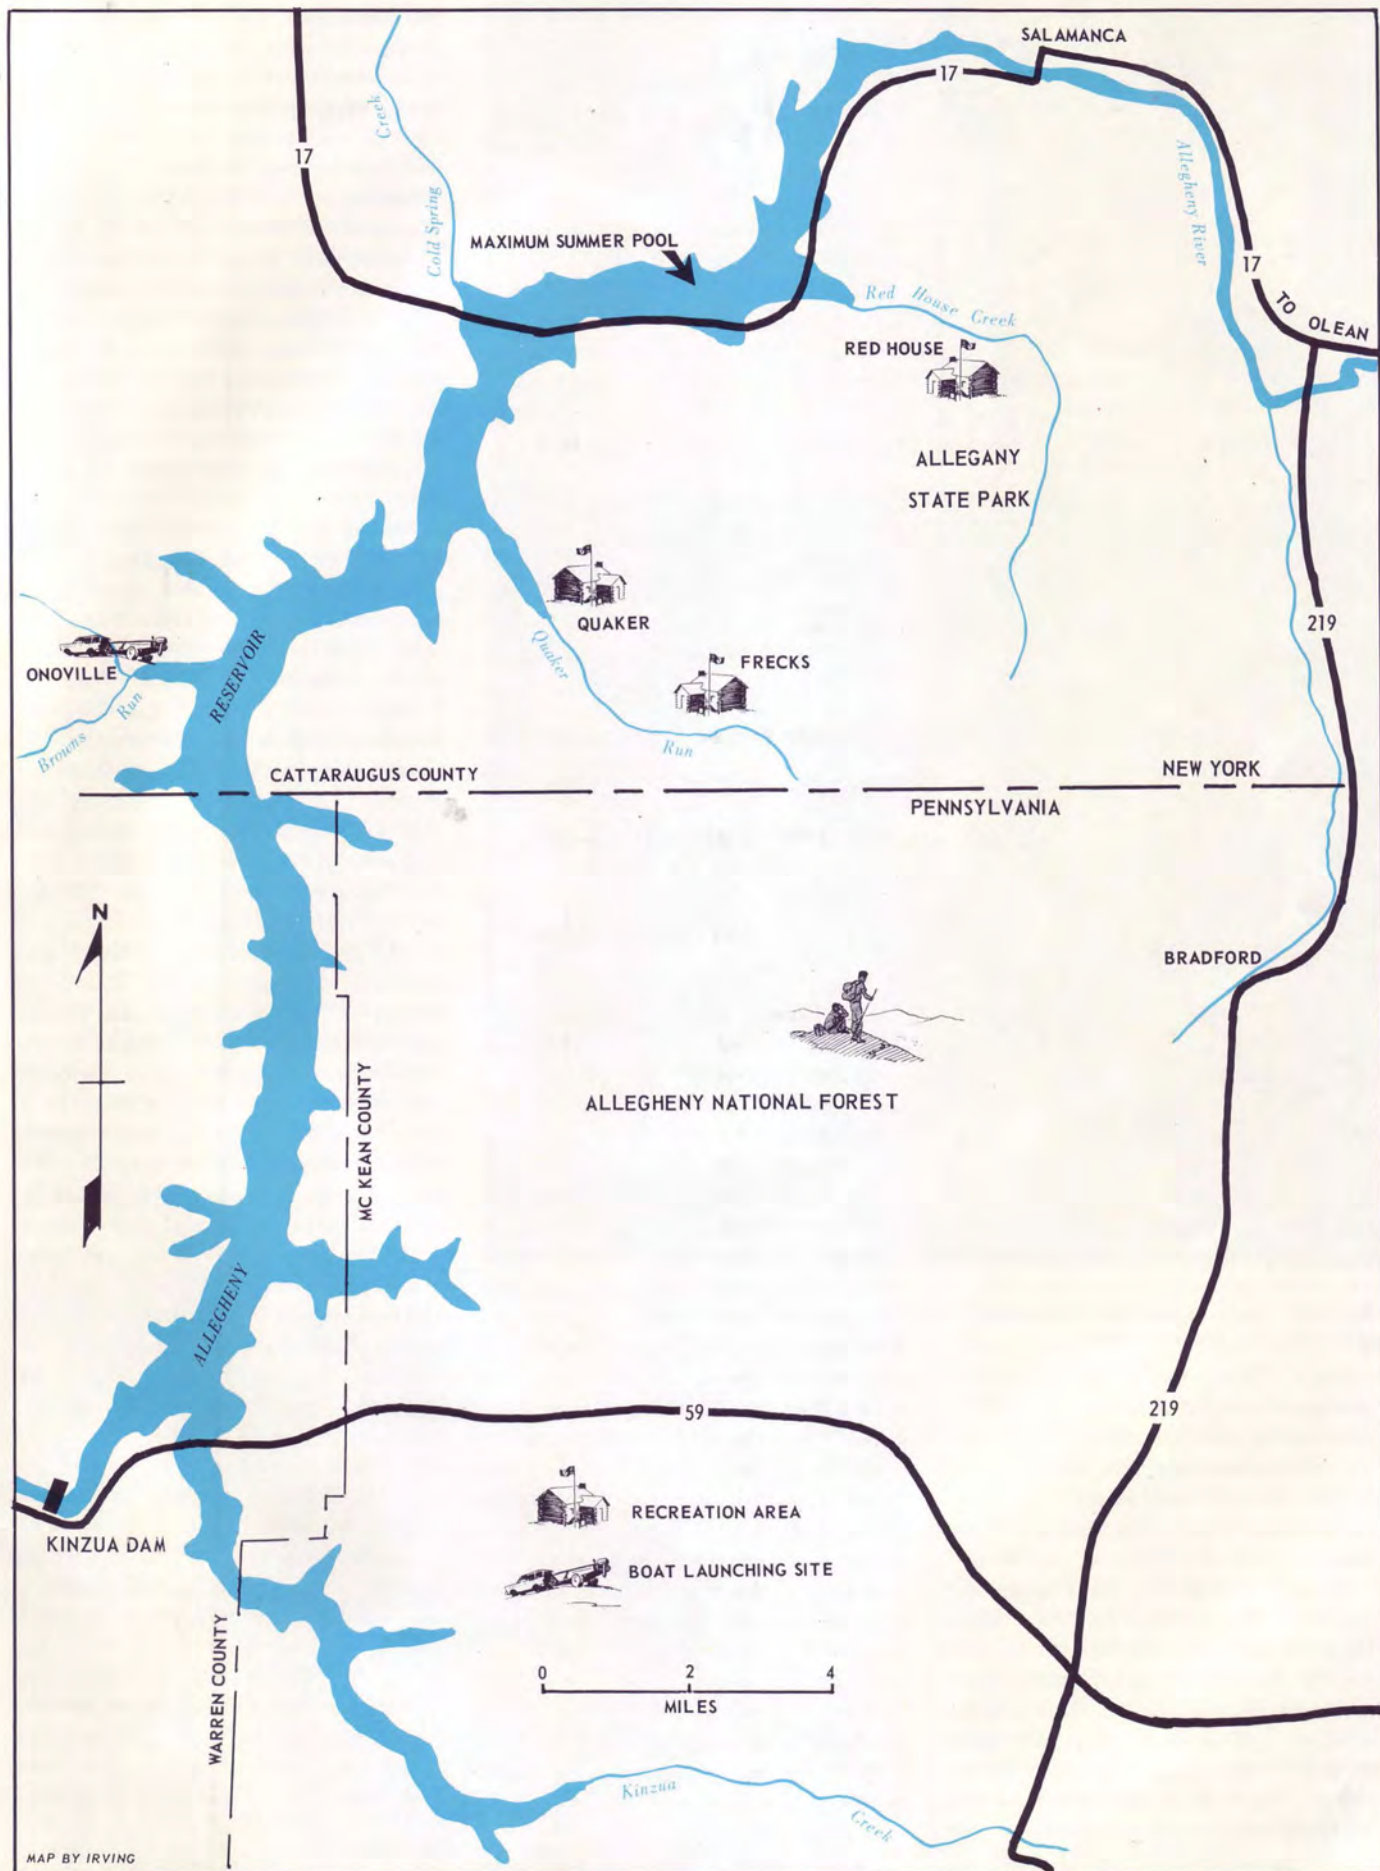 SALAMANCA
17
17
Creek
Cold Spring
Allegheny River
MAXIMUM SUMMER POOL
17
TO OLEAN
Red House Creek
RED HOUSE
ALLEGANY
STATE PARK
QUAKER
219
Quaker
Run
FRECKS
ONOVILLE
Browns Run
RESERVOIR
CATTARAUGUS COUNTY
NEW YORK
PENNSYLVANIA
N
BRADFORD
MC KEAN COUNTY
ALLEGHENY NATIONAL FOREST
ALLEGHENY
59
219
KINZUA DAM
RECREATION AREA
BOAT LAUNCHING SITE
WARREN COUNTY
0 2 4
MILES
Kinzua
Creek
MAP BY IRVING